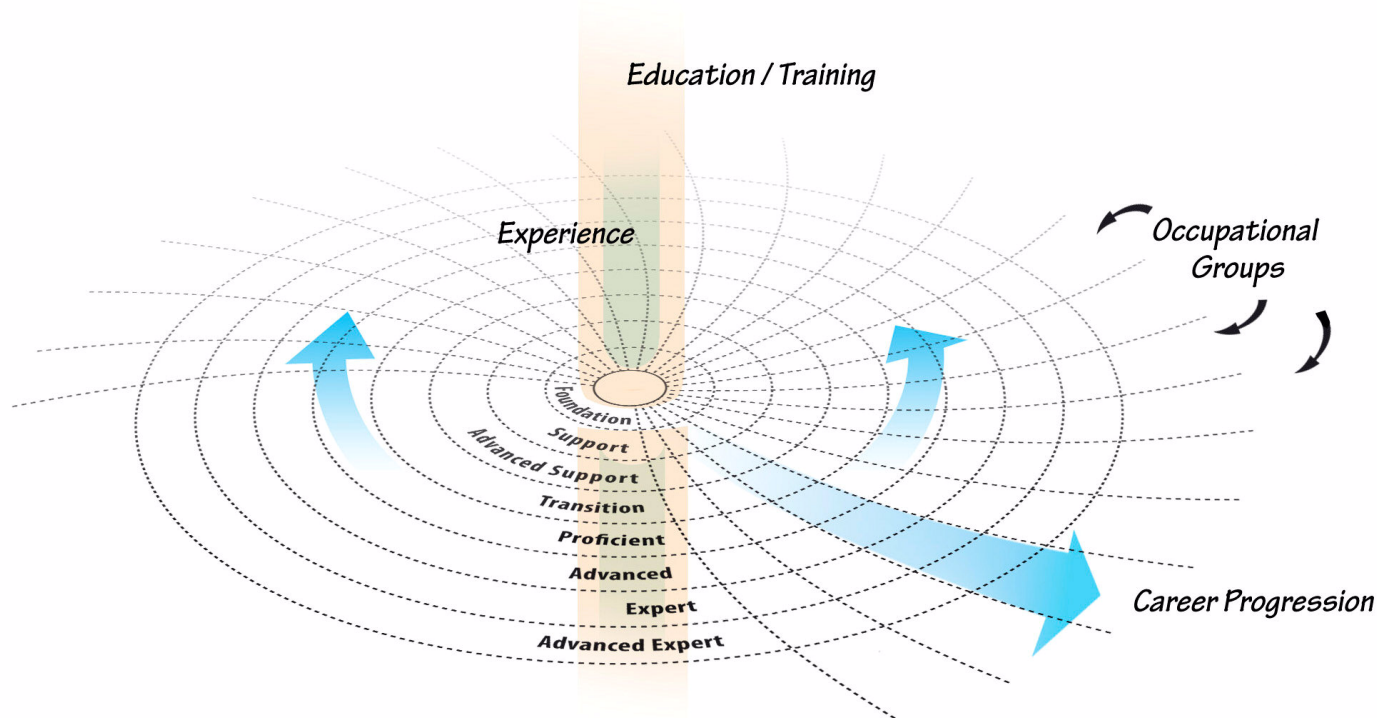 Education / Training
Experience
Occupational
Groups
Foundation
Support
Advanced Support
Transition
Proficient
Advanced
Expert
Advanced Expert
Career Progression